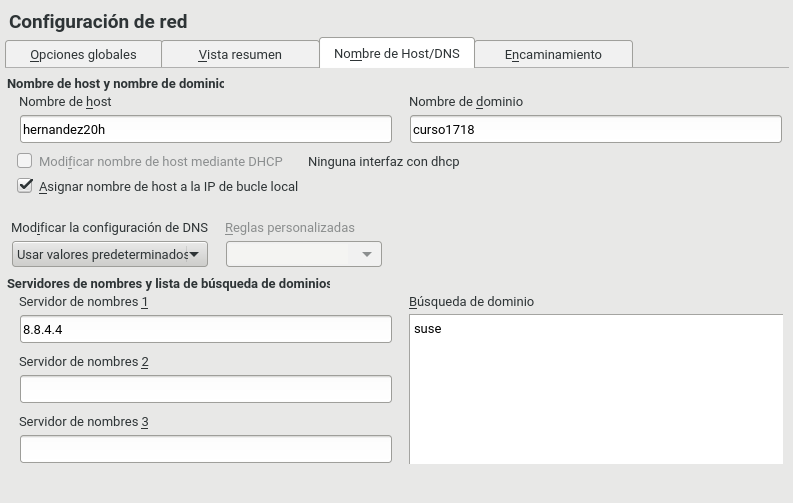 Configuración de red
Opciones globales
Vista resumen
Nombre de Host/DNS
Encaminamiento
Nombre de host y nombre de dominic
Nombre de host
Nombre de dominio
hernandez20h
curso1718
Modificar nombre de host mediante DHCP
Ninguna interfaz con dhcp
Asignar nombre de host a la IP de bucle local
Modificar la configuración de DNS
Reglas personalizadas
Usar valores predeterminados
Servidores de nombres y lista de búsqueda de dominios
Servidor de nombres 1
Búsqueda de dominio
8.8.4.4
suse
Servidor de nombres 2
Servidor de nombres 3